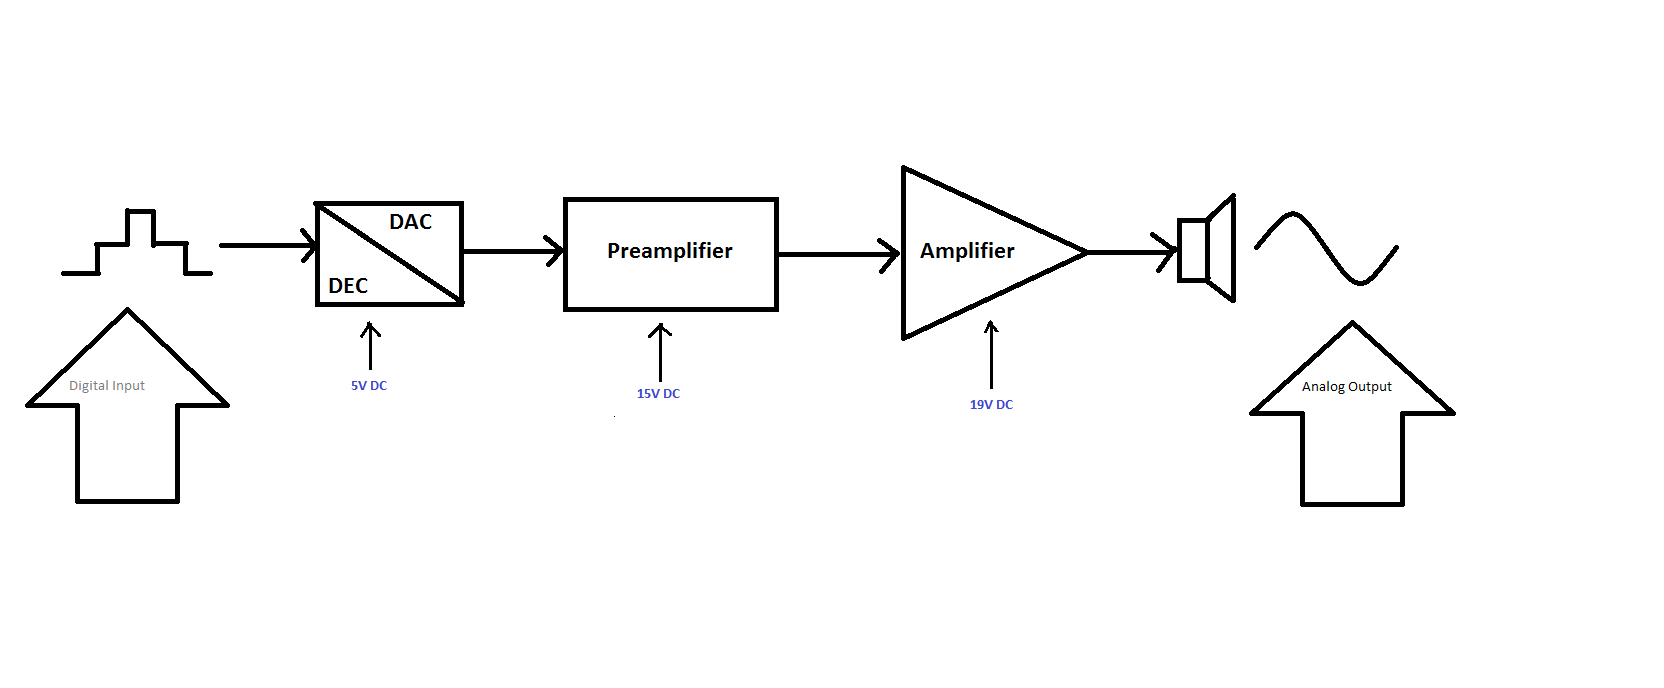 DAC
DEC
Preamplifier
Amplifier
Digital Input
5V DC
15V DC
19V DC
Analog Output